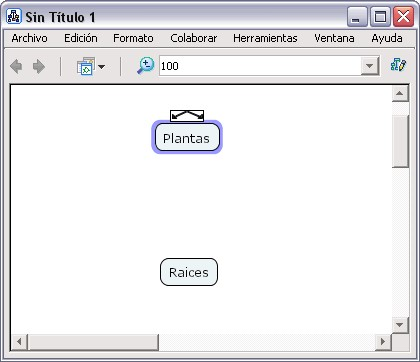 Sin Título 1
Archivo Edición Formato Colaborar Herramientas Ventana Ayuda
100
Plantas
Raices